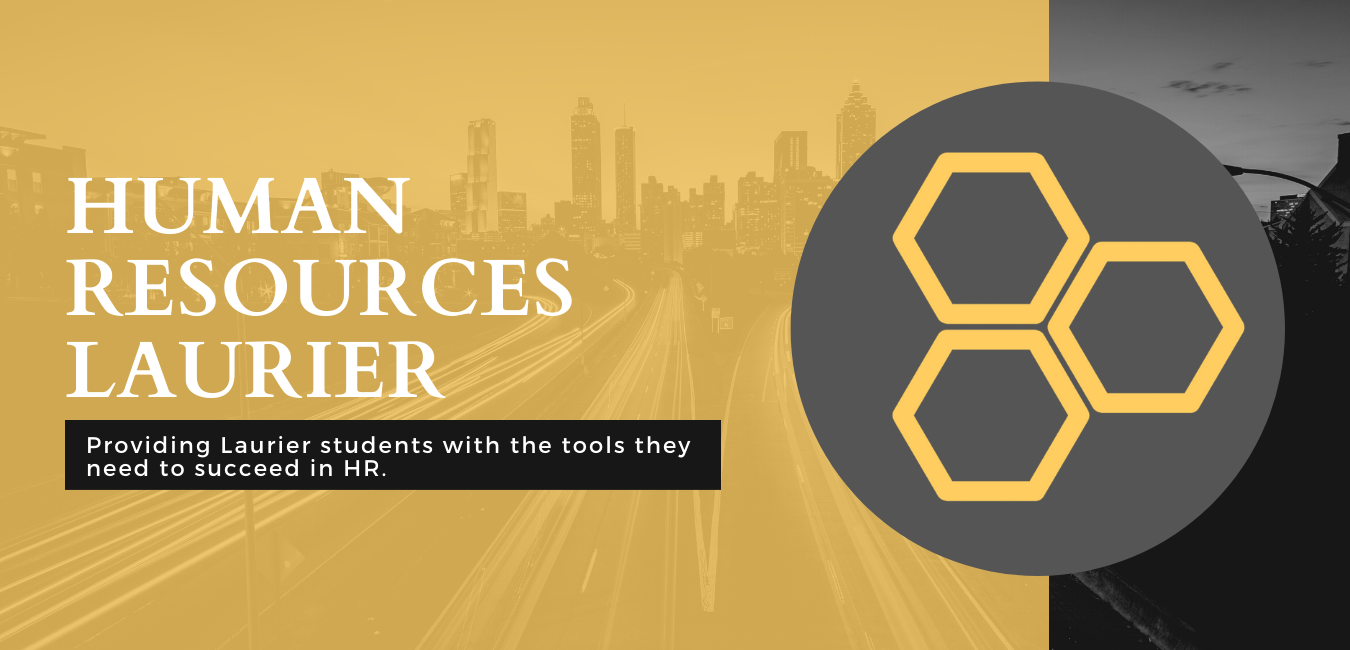 HUMAN
RESOURCES
LAURIER
Providing Laurier students with the tools they
need to succeed in HR.